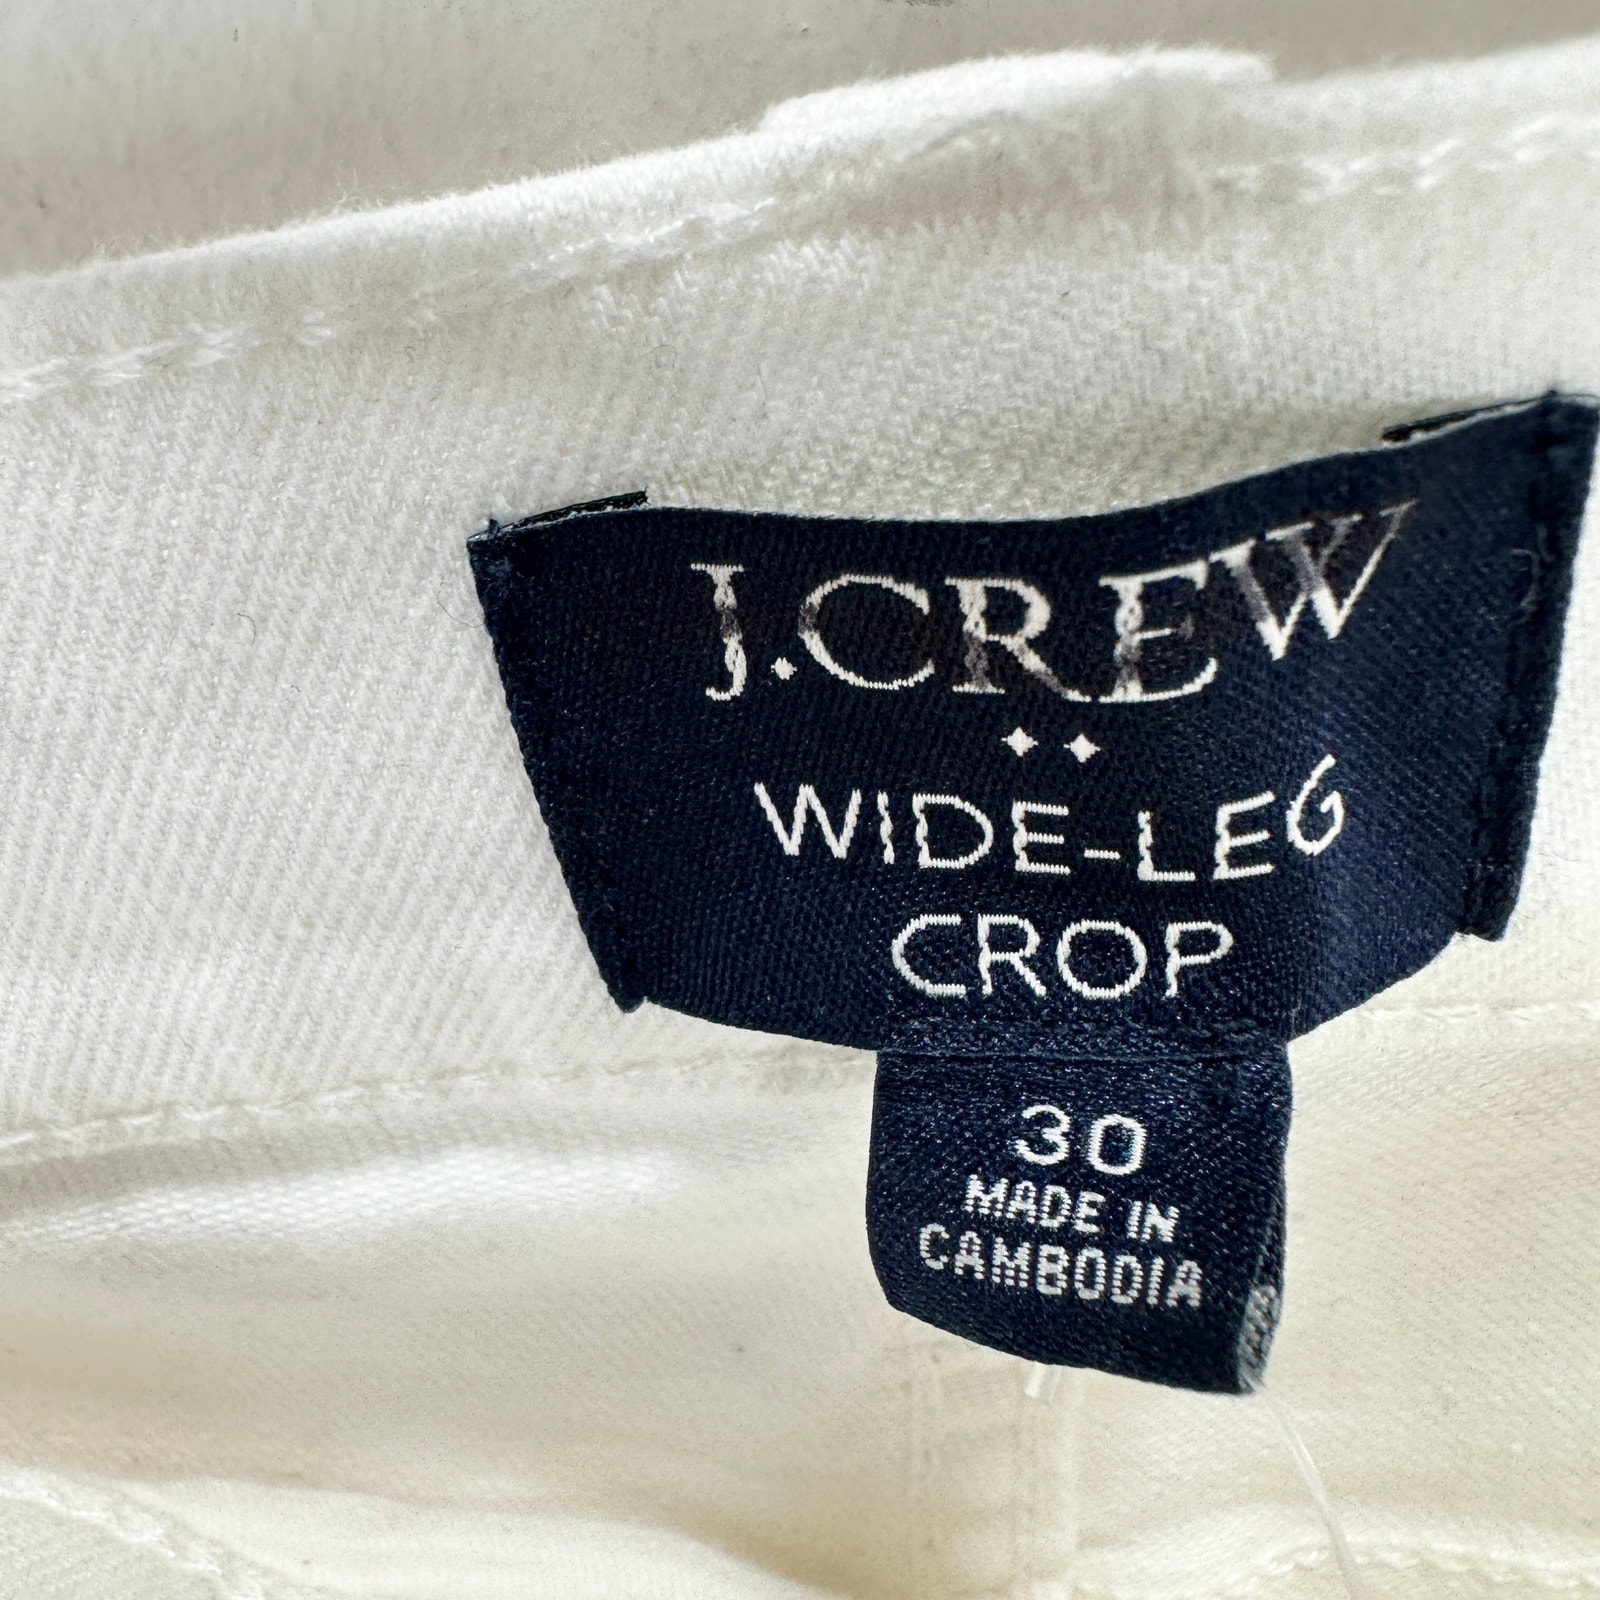 J.CREW
WIDE-LEG
CROP
30
MADE IN
CAMBODIA